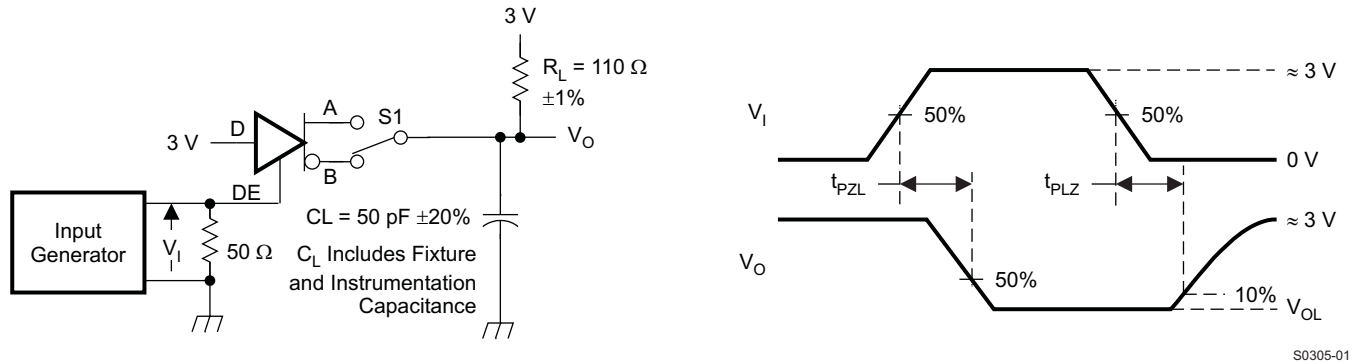 3 V
R_L = 110 Ω
±1%
A
S1
D
3 V
V_O
B
DE
Input
Generator
V_I
50 Ω
CL = 50 pF ±20%
C_L Includes Fixture
and Instrumentation
Capacitance
≈ 3 V
V_I
50%
50%
0 V
t_PZL
t_PLZ
≈ 3 V
V_O
50%
10%
V_OL
S0305-01